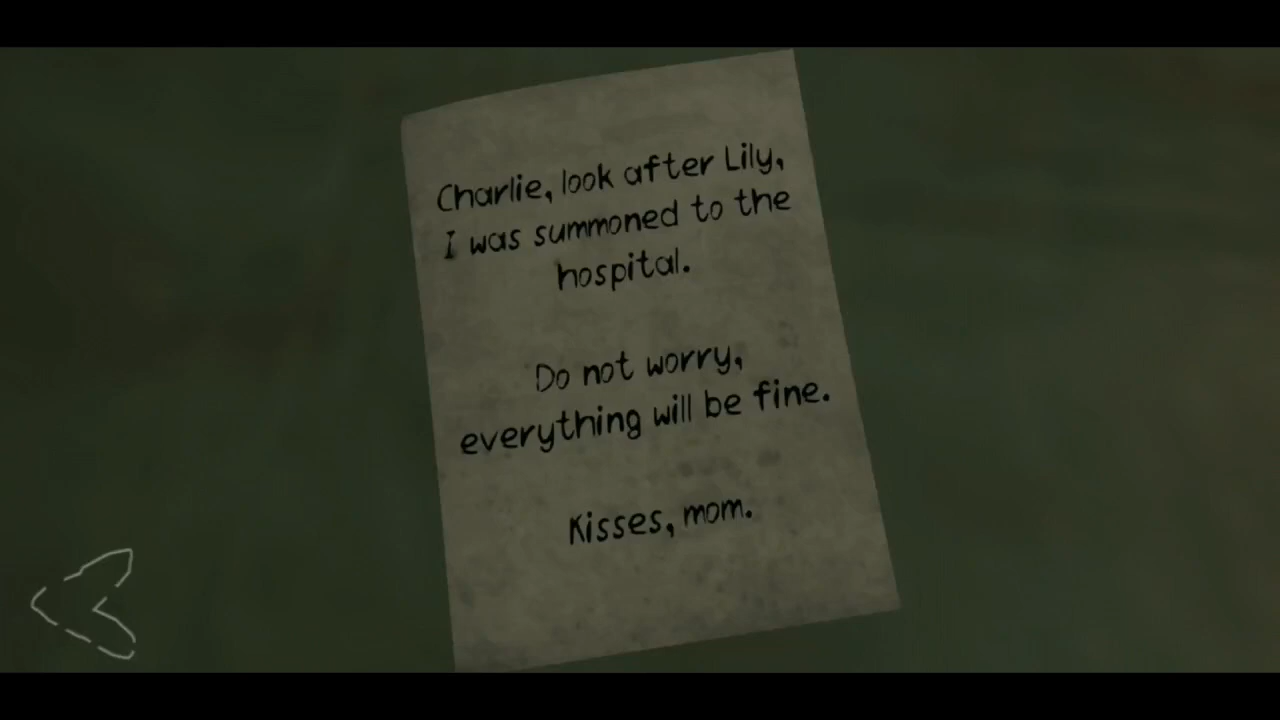 Charlie, look after Lily,
I was summoned to the
hospital.
Do not worry,
everything will be fine.
Kisses, mom.